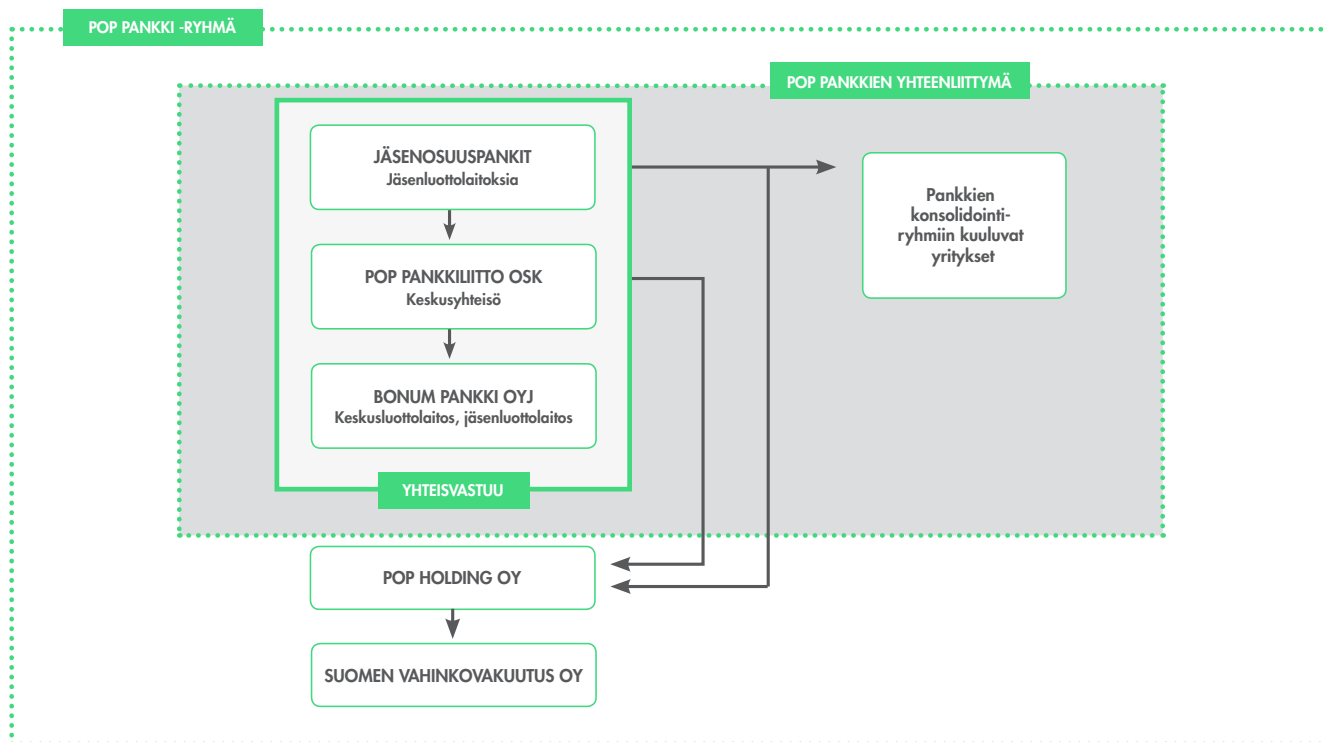 POP PANKKI -RYHMÄ
POP PANKKIEN YHTEENLIITTYMÄ
JÄSENOSUUSPANKIT
Jäsenluottolaitoksia
POP PANKKILIITTO OSK
Keskusyhteisö
BONUM PANKKI OYJ
Keskusluottolaitos, jäsenluottolaitos
YHTEISVASTUU
Pankkien
konsolidointi-
ryhmiin kuuluvat
yritykset
POP HOLDING OY
SUOMEN VAHINKOVAKUUTUS OY